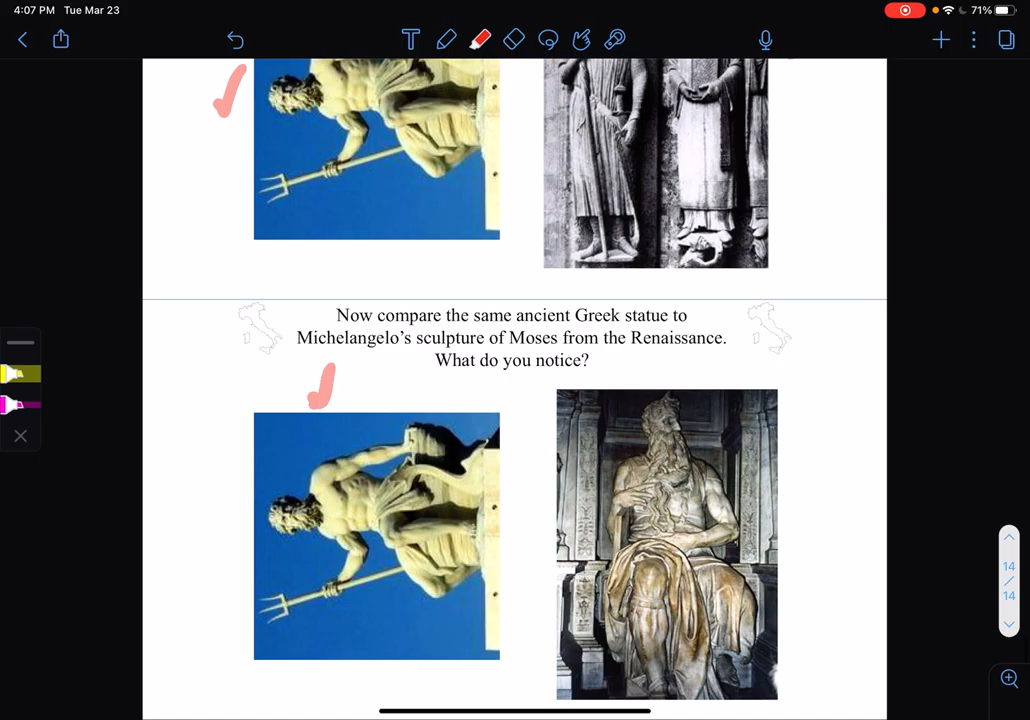 4:07 PM Tue Mar 23
71%
T
Now compare the same ancient Greek statue to
Michelangelo’s sculpture of Moses from the Renaissance.
What do you notice?
14
/
14